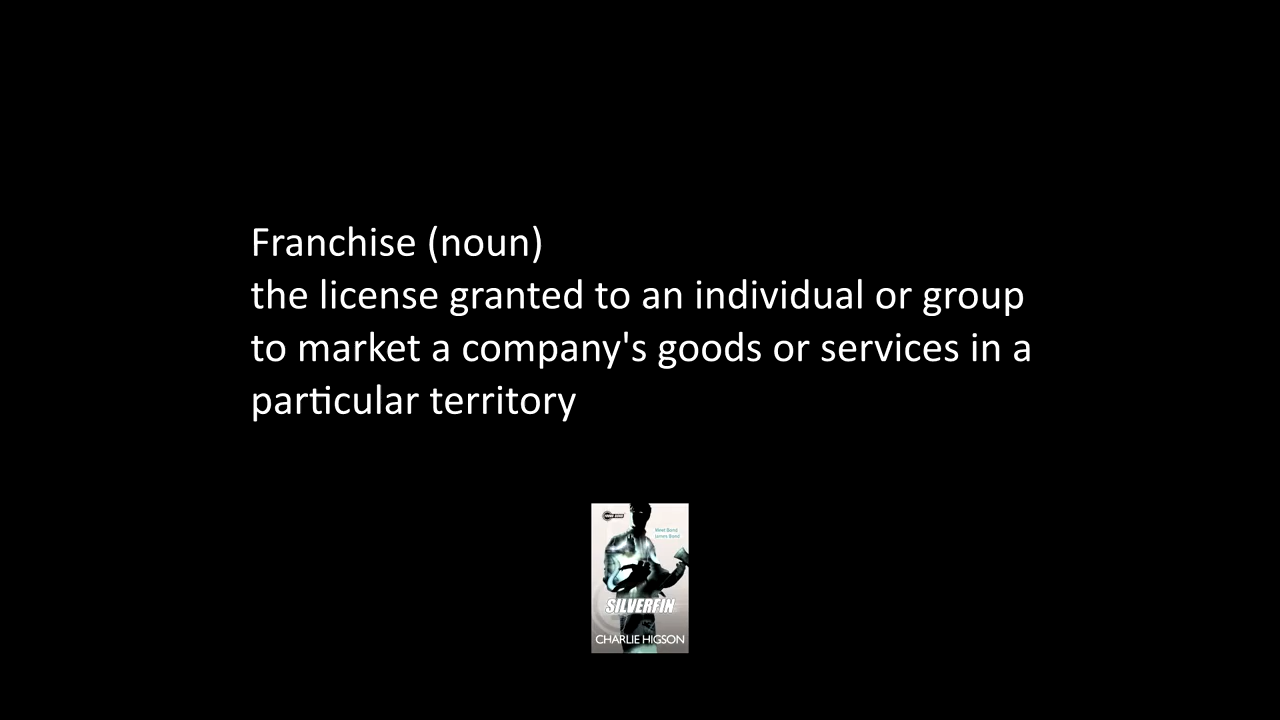 Franchise (noun)
the license granted to an individual or group
to market a company's goods or services in a
particular territory
Meet Bond,
James Bond
SILVERFIN
CHARLIE HIGSON